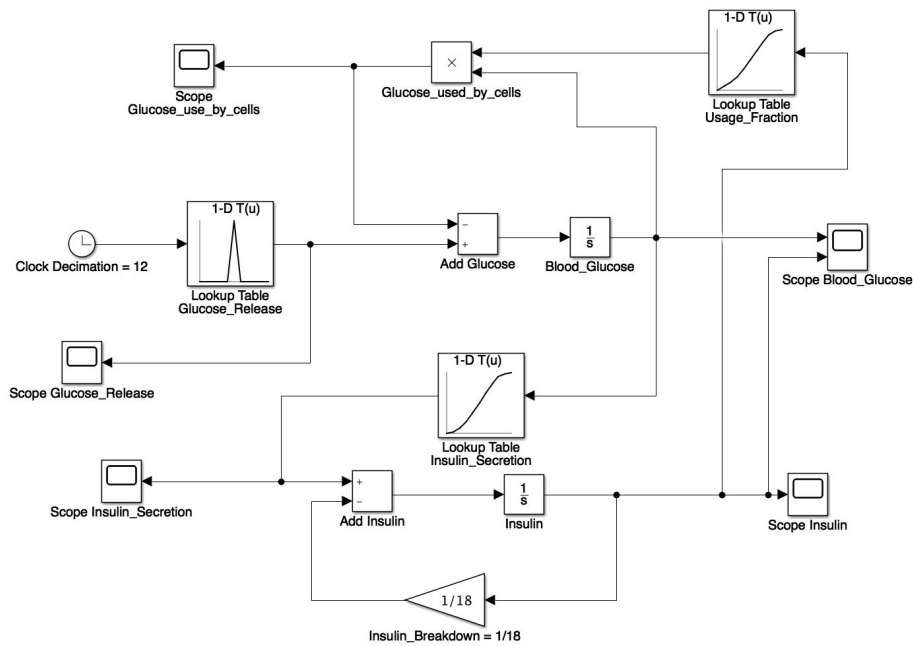 1-D T(u)
Scope
Glucose_use_by_cells
×
Glucose_used_by_cells
Lookup Table
Usage_Fraction
1-D T(u)
Clock Decimation = 12
Lookup Table
Glucose_Release
−
+
Add Glucose
1
s
Blood_Glucose
Scope Blood_Glucose
Scope Glucose_Release
1-D T(u)
Lookup Table
Insulin_Secretion
Scope Insulin_Secretion
+
−
Add Insulin
1
s
Insulin
Scope Insulin
1/18
Insulin_Breakdown = 1/18